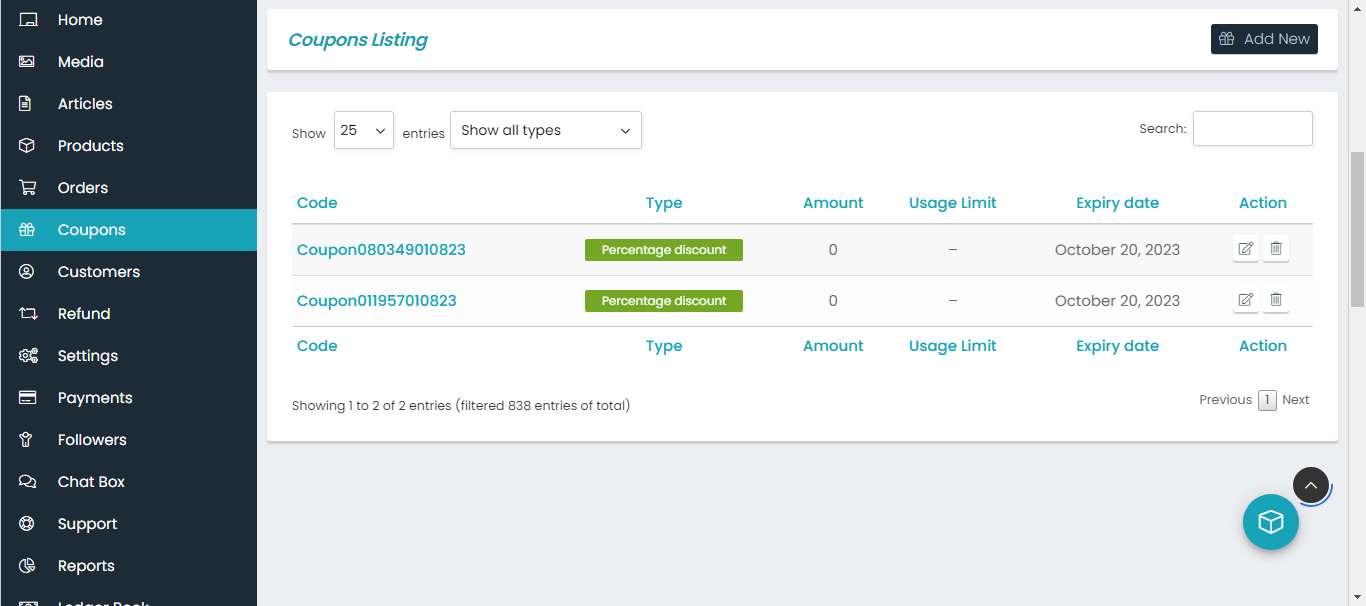 Home
Media
Articles
Products
Orders
Coupons
Customers
Refund
Settings
Payments
Followers
Chat Box
Support
Reports
Ledger Book
Coupons Listing
Add New
Show 25 entries Show all types
Search:
Code Type Amount Usage Limit Expiry date Action
Coupon080349010823 Percentage discount 0 – October 20, 2023
Coupon011957010823 Percentage discount 0 – October 20, 2023
Code Type Amount Usage Limit Expiry date Action
Showing 1 to 2 of 2 entries (filtered 838 entries of total)
Previous 1 Next